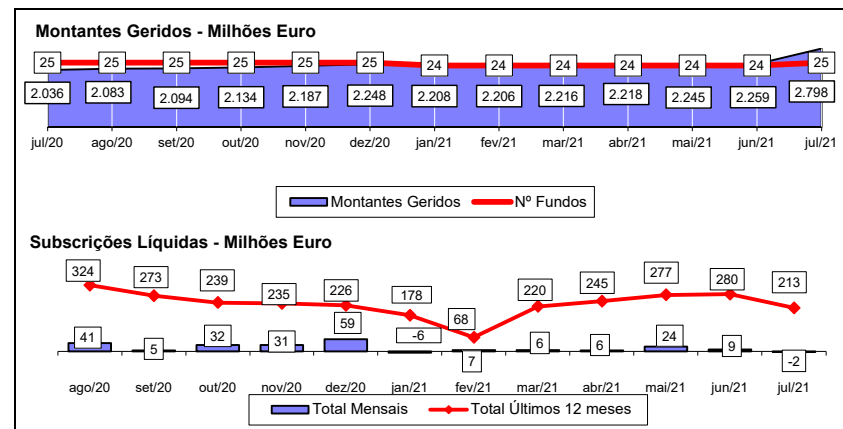 Montantes Geridos - Milhões Euro
25 25 25 25 25 25 24 24 24 24 24 24 25
2.036 2.083 2.094 2.134 2.187 2.248 2.208 2.206 2.216 2.218 2.245 2.259 2.798
jul/20 ago/20 set/20 out/20 nov/20 dez/20 jan/21 fev/21 mar/21 abr/21 mai/21 jun/21 jul/21
Montantes Geridos Nº Fundos
Subscrições Líquidas - Milhões Euro
324 273 239 235 226 178 68 220 245 277 280 213
41 5 32 31 59 -6 7 6 6 24 9 -2
ago/20 set/20 out/20 nov/20 dez/20 jan/21 fev/21 mar/21 abr/21 mai/21 jun/21 jul/21
Total Mensais Total Últimos 12 meses